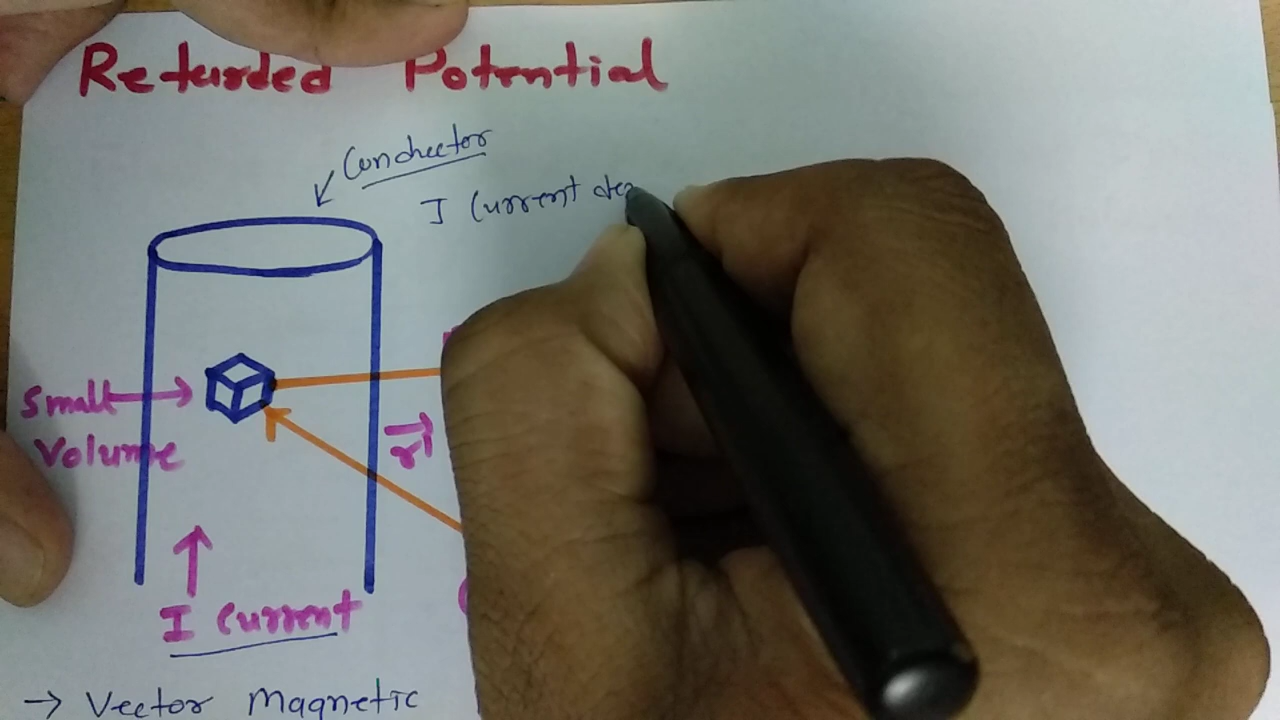 Retarded Potential
Conductor
J Current de
Small
Volume
r'
I Current
→ Vector Magnetic